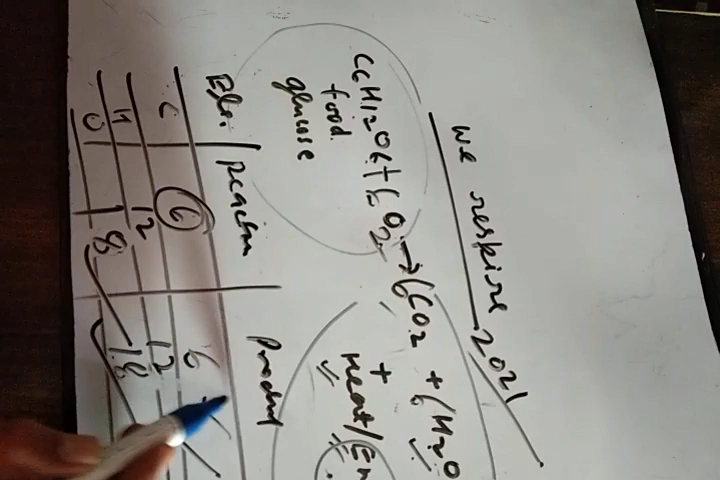 we reskire 2021
C6H12O6+6O2→6CO2 + 6H2O
food +
glucose Heat/En
Ele. Reactan Product
C 6 6
H 12 12
O 18 18